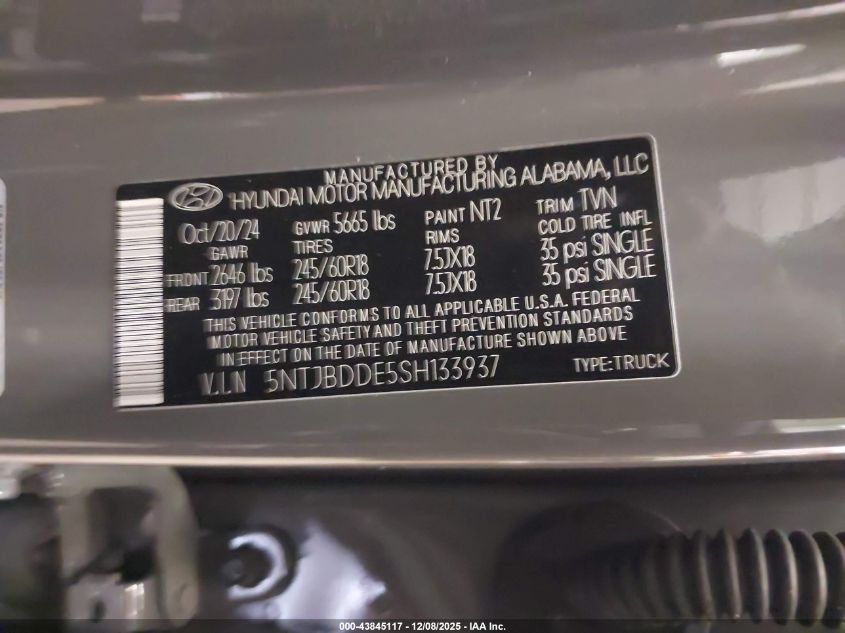 MANUFACTURED BY
HYUNDAI MOTOR MANUFACTURING ALABAMA, LLC
Oct/20/24 GVWR 5665 lbs PAINT NT2 TRIM TVN
GAWR TIRES RIMS COLD TIRE INFL
FRONT 2646 lbs 245/60R18 7.5JX18 35 psi SINGLE
REAR 3197 lbs 245/60R18 7.5JX18 35 psi SINGLE
THIS VEHICLE CONFORMS TO ALL APPLICABLE U.S.A. FEDERAL
MOTOR VEHICLE SAFETY AND THEFT PREVENTION STANDARDS
IN EFFECT ON THE DATE OF MANUFACTURE SHOWN ABOVE
V.I.N 5NTJBDDE5SH133937 TYPE:TRUCK
000-43845117 - 12/08/2025 - IAA Inc.